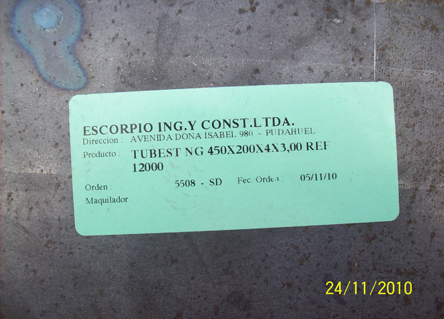 ESCORPIO ING.Y CONST.LTDA.
Direccion : AVENIDA DONA ISABEL 980 - PUDAHUEL
Producto : TUBEST NG 450X200X4X3,00 REF
12000
Orden : 5508 - SD Fec. Orden : 05/11/10
Maquilador
24/11/2010